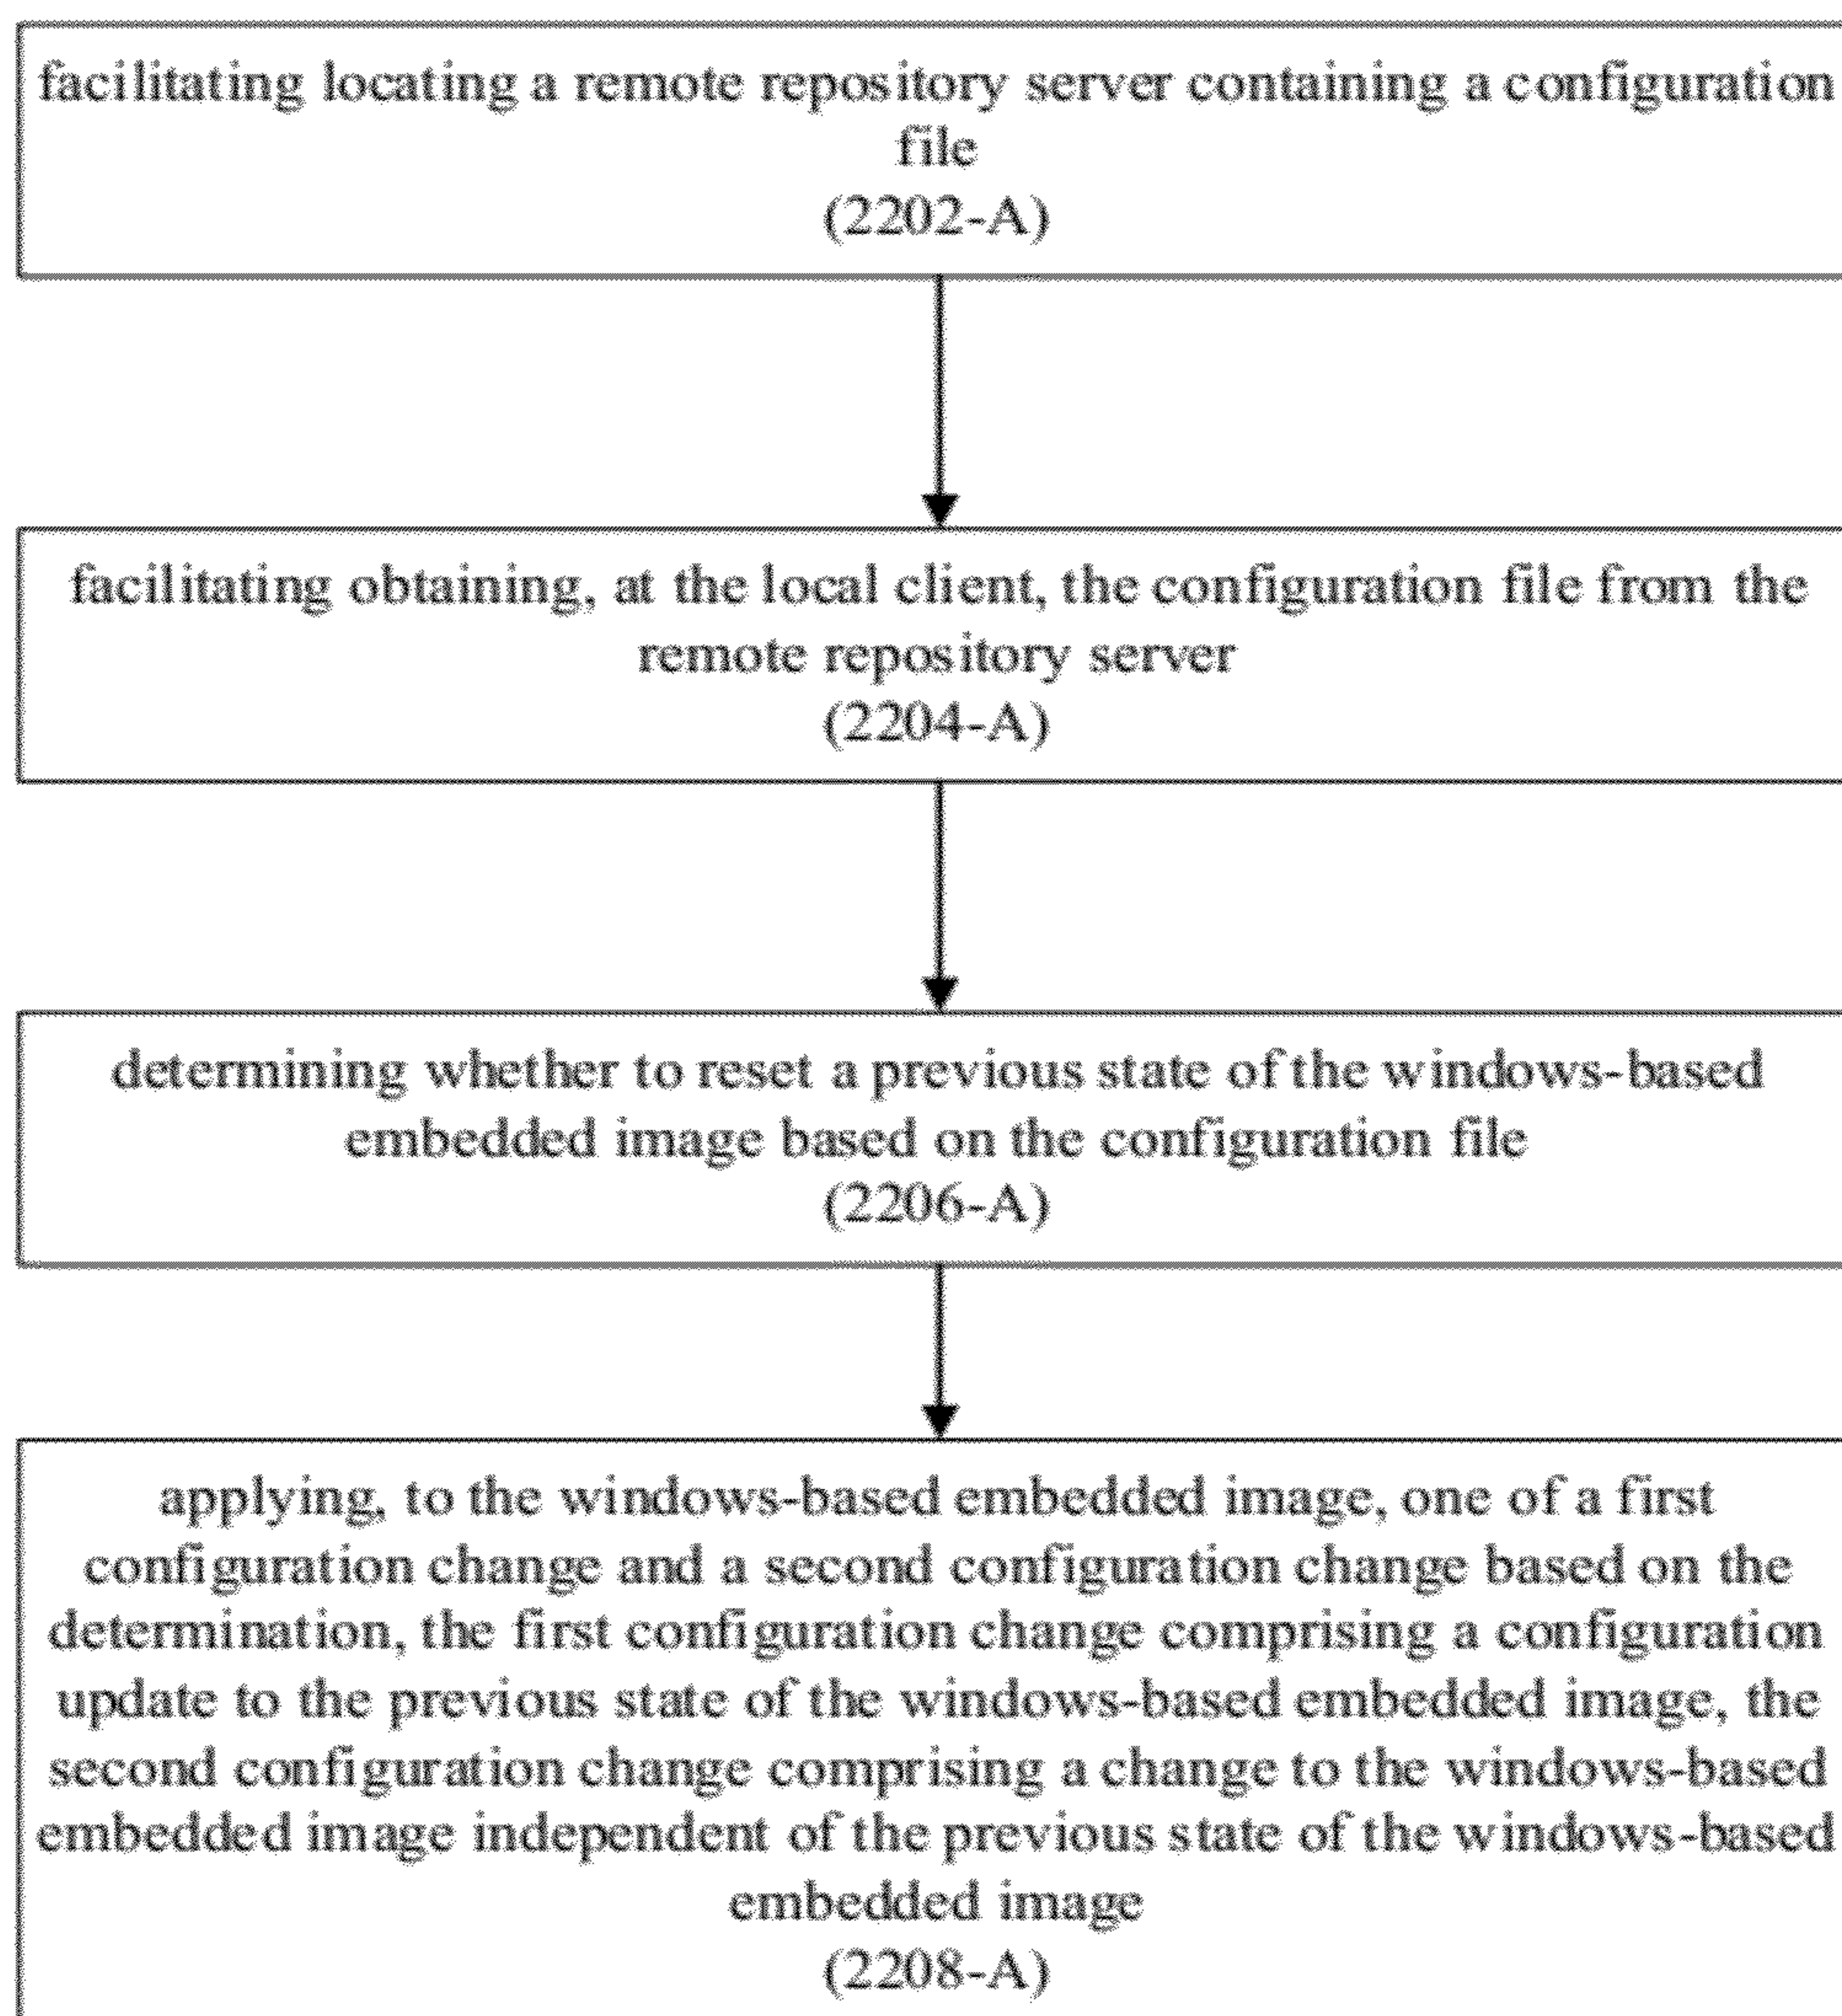 facilitating locating a remote repository server containing a configuration
file
(2202-A)
facilitating obtaining, at the local client, the configuration file from the
remote repository server
(2204-A)
determining whether to reset a previous state of the windows-based
embedded image based on the configuration file
(2206-A)
applying, to the windows-based embedded image, one of a first
configuration change and a second configuration change based on the
determination, the first configuration change comprising a configuration
update to the previous state of the windows-based embedded image, the
second configuration change comprising a change to the windows-based
embedded image independent of the previous state of the windows-based
embedded image
(2208-A)